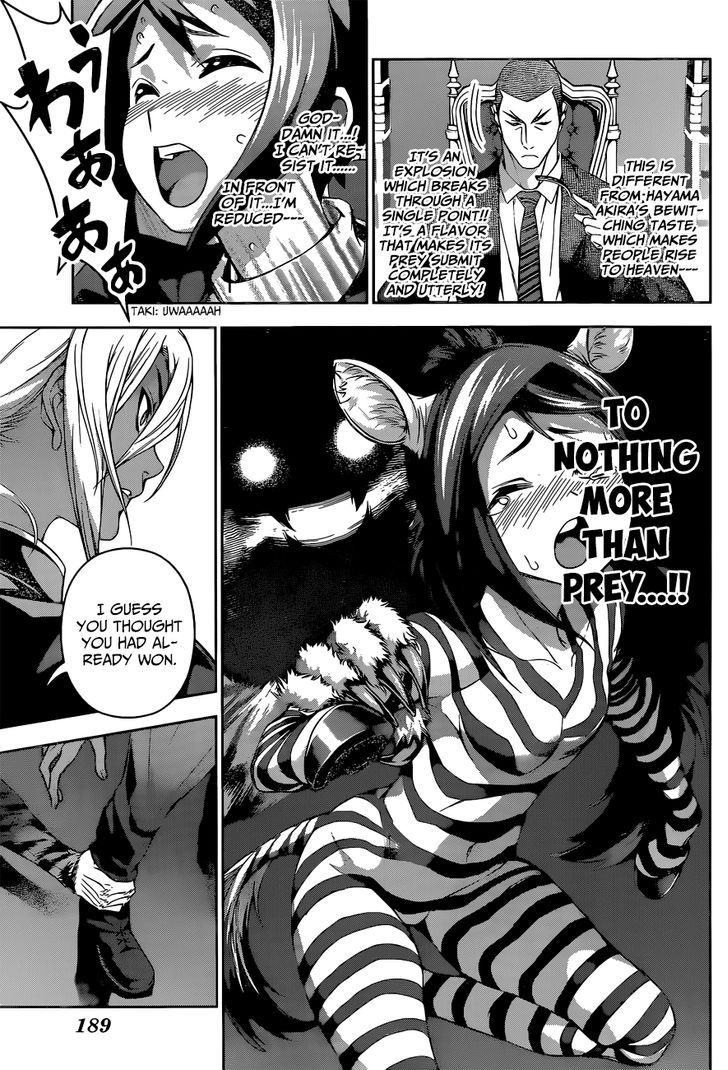 THIS IS
DIFFERENT
FROM HAYAMA
AKIRA'S BEWIT-
CHING TASTE,
WHICH MAKES
PEOPLE RISE
TO HEAVEN---
IT'S AN
EXPLOSION
WHICH BREAKS
THROUGH A
SINGLE POINT!!
IT'S A FLAVOR
THAT MAKES ITS
PREY SUBMIT
COMPLETELY
AND UTTERLY!
GOD-
DAMN IT...!
I CAN'T RE-
SIST IT......
IN FRONT
OF IT...I'M
REDUCED---
うわぁぁぁぁ
TAKI: UWAAAAAH
TO
NOTHING
MORE
THAN
PREY...!!
I GUESS
YOU THOUGHT
YOU HAD AL-
READY WON.
189